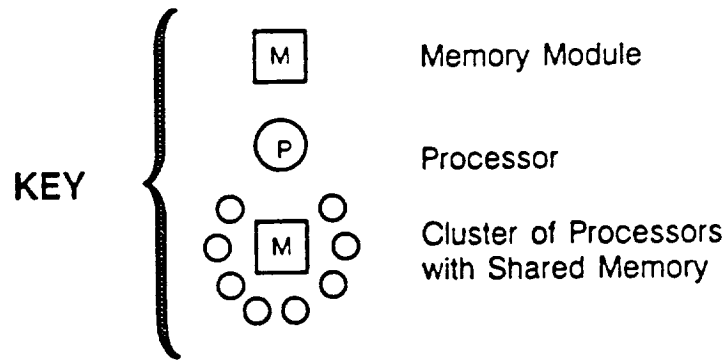 KEY
M
Memory Module
P
Processor
M
Cluster of Processors
with Shared Memory